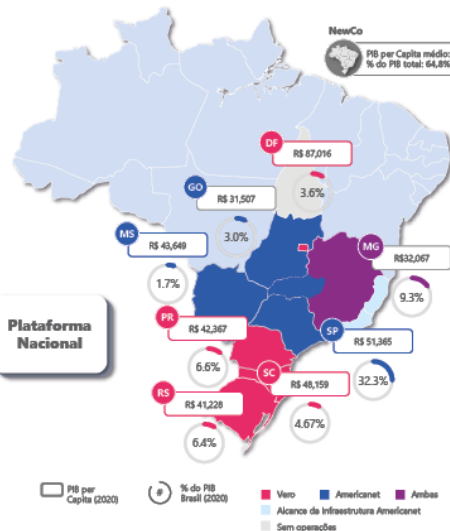 NewCo
PIB per Capita médio:
% do PIB total: 64,8%
DF
R$ 87,016
3.6%
GO
R$ 31,507
3.0%
MS
R$ 43,649
1.7%
MG
R$32,067
9.3%
Plataforma
Nacional
PR
R$ 42,367
6.6%
SP
R$ 51,365
32.3%
SC
R$ 48,159
4.67%
RS
R$ 41,228
6.4%
PIB per
Capita (2020)
#
% do PIB
Brasil (2020)
Vero
Americanet
Ambas
Alcance da Infraestrutura Americanet
Sem operações